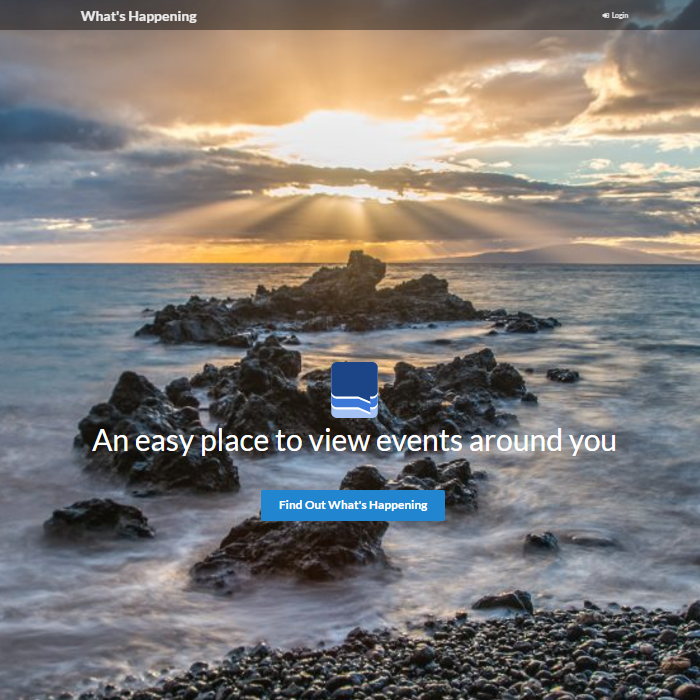 What's Happening
Login
An easy place to view events around you
Find Out What's Happening